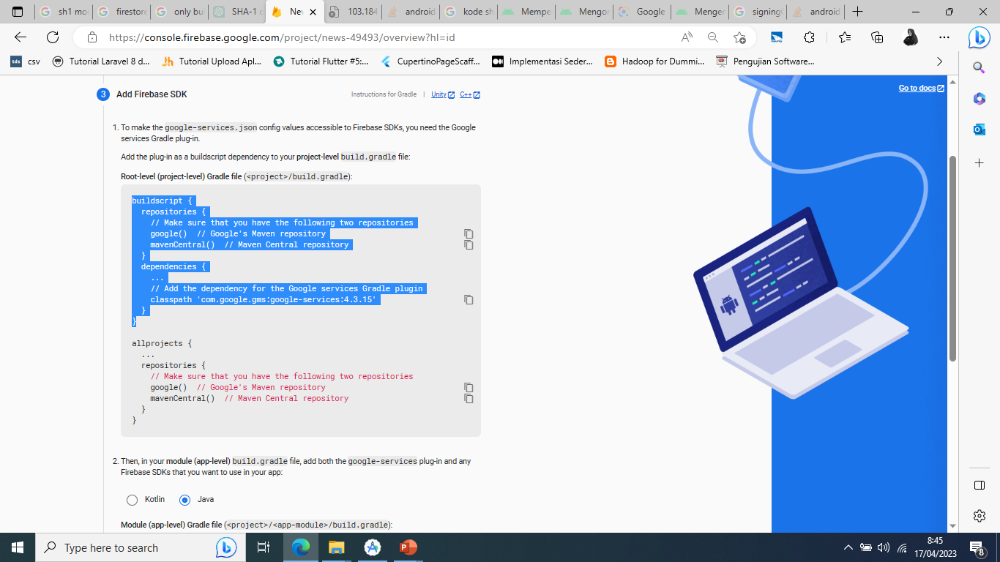 sh1 mo
firestore
only bu
SHA-1 c
Nev
103.184
android
kode sh
Mempe
Mengor
Google
Menger
signing
android
https://console.firebase.google.com/project/news-49493/overview?hl=id
tds csv
Tutorial Laravel 8 d...
Tutorial Upload Apl...
Tutorial Flutter #5:...
CupertinoPageScaff...
Implementasi Seder...
Hadoop for Dummi...
Pengujian Software...
3 Add Firebase SDK
Instructions for Gradle | Unity C++
Go to docs
1. To make the google-services.json config values accessible to Firebase SDKs, you need the Google
services Gradle plug-in.
Add the plug-in as a buildscript dependency to your project-level build.gradle file:
Root-level (project-level) Gradle file (<project>/build.gradle):
buildscript {
repositories {
// Make sure that you have the following two repositories
google() // Google's Maven repository
mavenCentral() // Maven Central repository
}
dependencies {
...
// Add the dependency for the Google services Gradle plugin
classpath 'com.google.gms:google-services:4.3.15'
}
}
allprojects {
...
repositories {
// Make sure that you have the following two repositories
google() // Google's Maven repository
mavenCentral() // Maven Central repository
}
}
2. Then, in your module (app-level) build.gradle file, add both the google-services plug-in and any
Firebase SDKs that you want to use in your app:
Kotlin
Java
Module (app-level) Gradle file (<project>/<app-module>/build.gradle):
Type here to search
8:45
17/04/2023
8